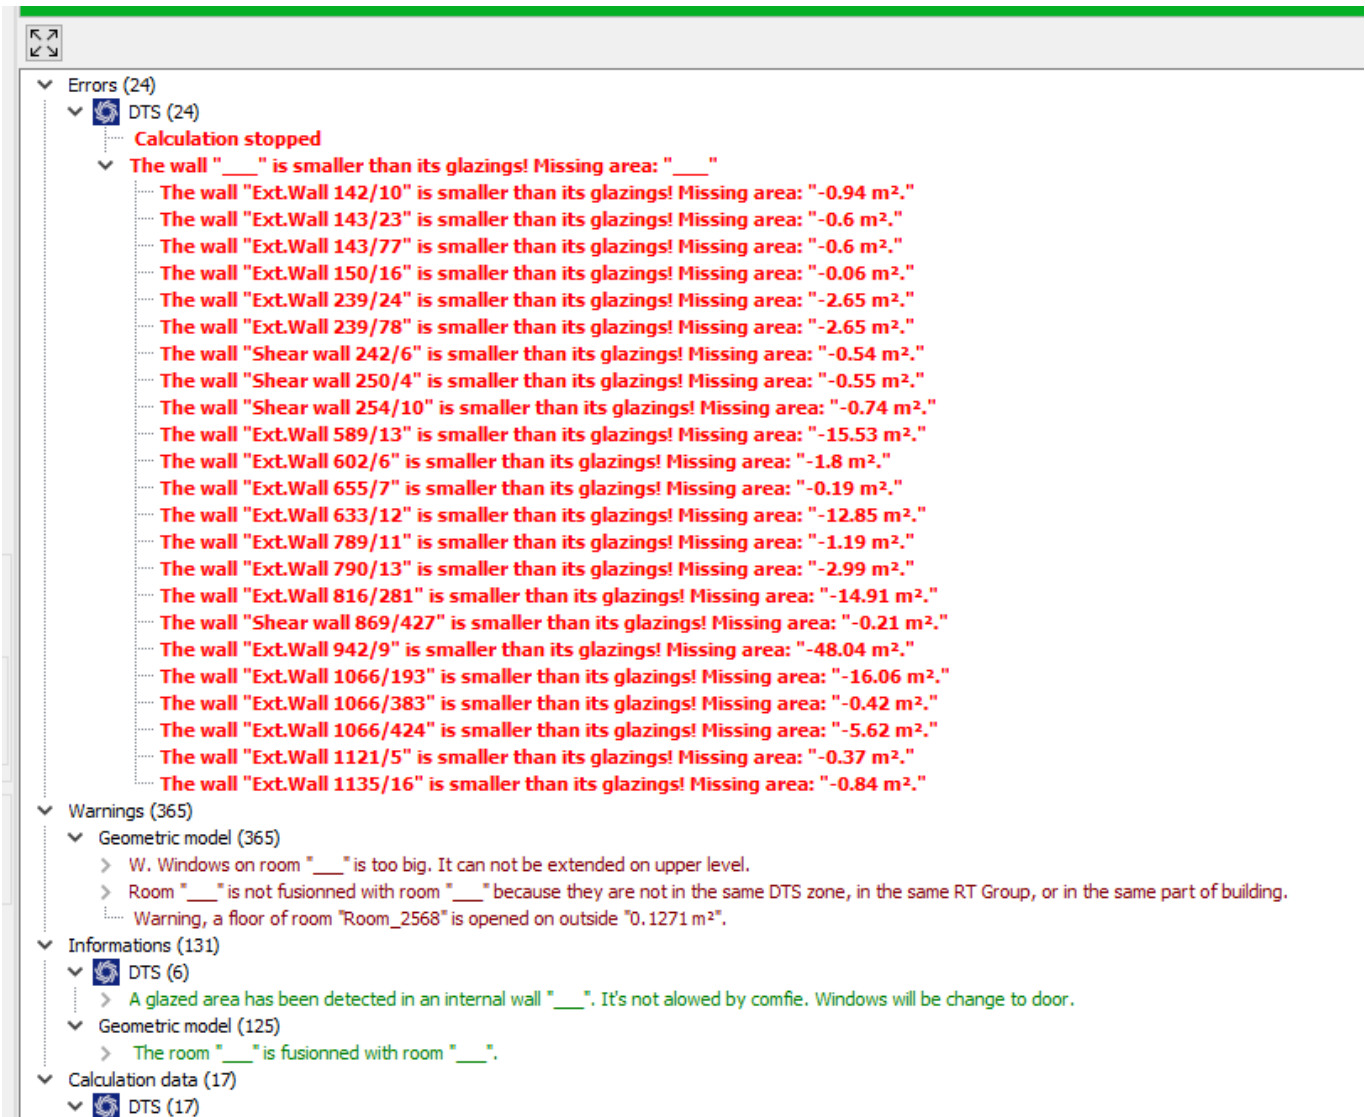 Errors (24)
DTS (24)
Calculation stopped
The wall "___" is smaller than its glazings! Missing area: "___"
The wall "Ext.Wall 142/10" is smaller than its glazings! Missing area: "-0.94 m²."
The wall "Ext.Wall 143/23" is smaller than its glazings! Missing area: "-0.6 m²."
The wall "Ext.Wall 143/77" is smaller than its glazings! Missing area: "-0.6 m²."
The wall "Ext.Wall 150/16" is smaller than its glazings! Missing area: "-0.06 m²."
The wall "Ext.Wall 239/24" is smaller than its glazings! Missing area: "-2.65 m²."
The wall "Ext.Wall 239/78" is smaller than its glazings! Missing area: "-2.65 m²."
The wall "Shear wall 242/6" is smaller than its glazings! Missing area: "-0.54 m²."
The wall "Shear wall 250/4" is smaller than its glazings! Missing area: "-0.55 m²."
The wall "Shear wall 254/10" is smaller than its glazings! Missing area: "-0.74 m²."
The wall "Ext.Wall 589/13" is smaller than its glazings! Missing area: "-15.53 m²."
The wall "Ext.Wall 602/6" is smaller than its glazings! Missing area: "-1.8 m²."
The wall "Ext.Wall 655/7" is smaller than its glazings! Missing area: "-0.19 m²."
The wall "Ext.Wall 633/12" is smaller than its glazings! Missing area: "-12.85 m²."
The wall "Ext.Wall 789/11" is smaller than its glazings! Missing area: "-1.19 m²."
The wall "Ext.Wall 790/13" is smaller than its glazings! Missing area: "-2.99 m²."
The wall "Ext.Wall 816/281" is smaller than its glazings! Missing area: "-14.91 m²."
The wall "Shear wall 869/427" is smaller than its glazings! Missing area: "-0.21 m²."
The wall "Ext.Wall 942/9" is smaller than its glazings! Missing area: "-48.04 m²."
The wall "Ext.Wall 1066/193" is smaller than its glazings! Missing area: "-16.06 m²."
The wall "Ext.Wall 1066/383" is smaller than its glazings! Missing area: "-0.42 m²."
The wall "Ext.Wall 1066/424" is smaller than its glazings! Missing area: "-5.62 m²."
The wall "Ext.Wall 1121/5" is smaller than its glazings! Missing area: "-0.37 m²."
The wall "Ext.Wall 1135/16" is smaller than its glazings! Missing area: "-0.84 m²."
Warnings (365)
Geometric model (365)
W. Windows on room "___" is too big. It can not be extended on upper level.
Room "___" is not fusionned with room "___" because they are not in the same DTS zone, in the same RT Group, or in the same part of building.
Warning, a floor of room "Room_2568" is opened on outside "0.1271 m²".
Informations (131)
DTS (6)
A glazed area has been detected in an internal wall "___". It's not alowed by comfie. Windows will be change to door.
Geometric model (125)
The room "___" is fusionned with room "___".
Calculation data (17)
DTS (17)